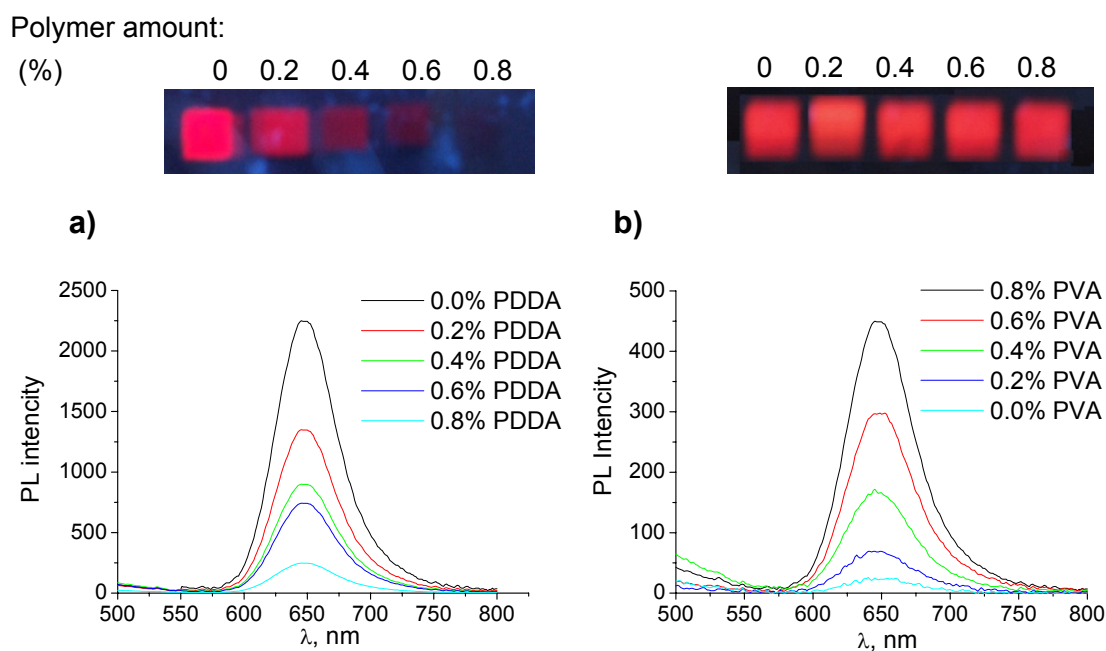 Polymer amount:
(%)
0 0.2 0.4 0.6 0.8
0 0.2 0.4 0.6 0.8
a)
2500
2000
1500
1000
500
0
PL intencity
500 550 600 650 700 750 800
λ, nm
0.0% PDDA
0.2% PDDA
0.4% PDDA
0.6% PDDA
0.8% PDDA
b)
500
400
300
200
100
0
PL Intencity
500 550 600 650 700 750 800
λ, nm
0.8% PVA
0.6% PVA
0.4% PVA
0.2% PVA
0.0% PVA